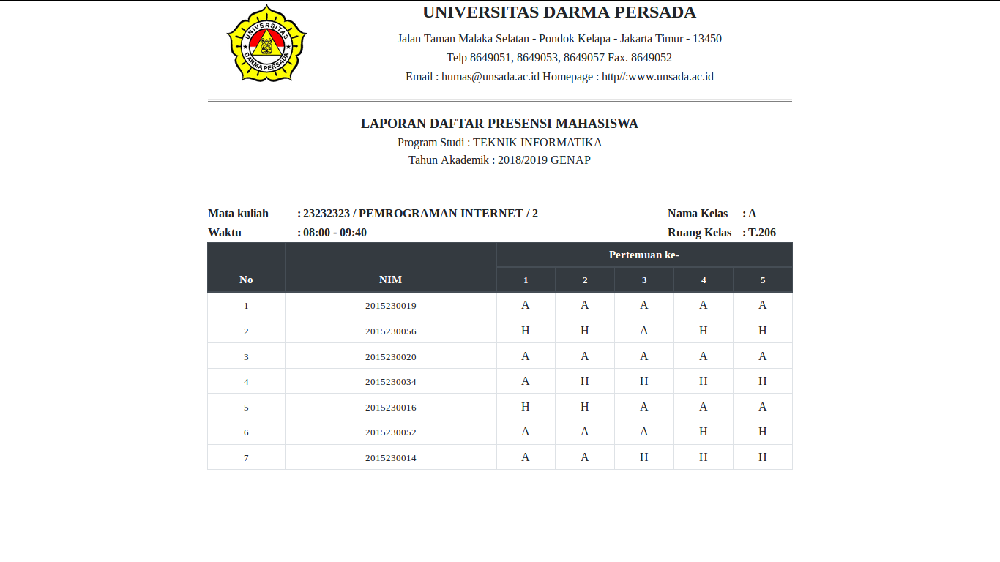 UNIVERSITAS DARMA PERSADA
UNIVERSITAS DARMA PERSADA
Jalan Taman Malaka Selatan - Pondok Kelapa - Jakarta Timur - 13450
Telp 8649051, 8649053, 8649057 Fax. 8649052
Email : humas@unsada.ac.id Homepage : http//:www.unsada.ac.id
LAPORAN DAFTAR PRESENSI MAHASISWA
Program Studi : TEKNIK INFORMATIKA
Tahun Akademik : 2018/2019 GENAP
Mata kuliah : 23232323 / PEMROGRAMAN INTERNET / 2 Nama Kelas : A
Waktu : 08:00 - 09:40 Ruang Kelas : T.206
Pertemuan ke-
No NIM 1 2 3 4 5
1 2015230019 A A A A A
2 2015230056 H H A H H
3 2015230020 A A A A A
4 2015230034 A H H H H
5 2015230016 H H A A A
6 2015230052 A A A H H
7 2015230014 A A H H H